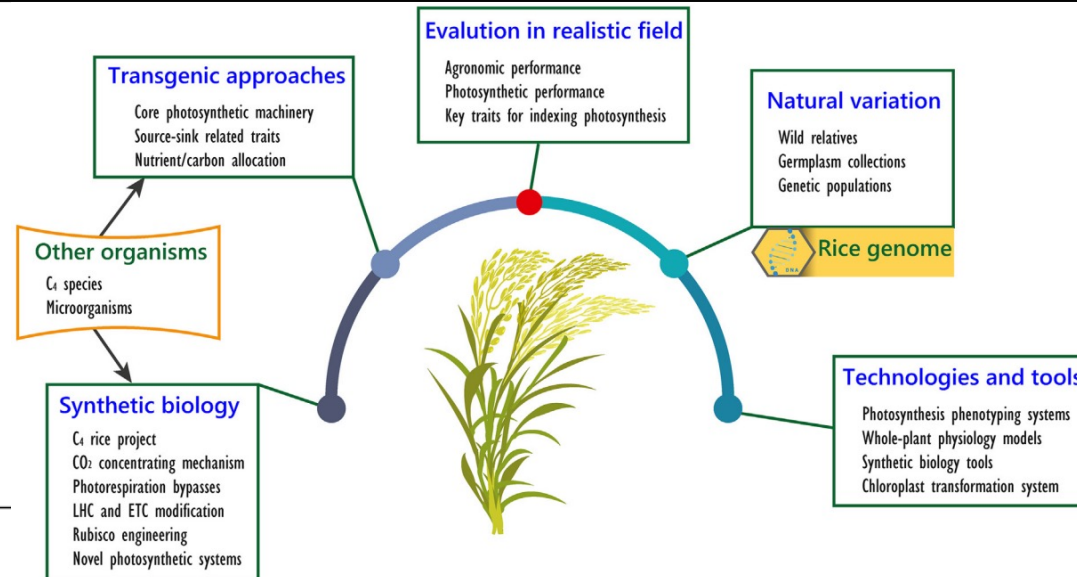 Evalution in realistic field
Agronomic performance
Photosynthetic performance
Key traits for indexing photosynthesis
Transgenic approaches
Core photosynthetic machinery
Source-sink related traits
Nutrient/carbon allocation
Natural variation
Wild relatives
Germplasm collections
Genetic populations
DNA
Rice genome
Other organisms
C₄ species
Microorganisms
Synthetic biology
C₄ rice project
CO₂ concentrating mechanism
Photorespiration bypasses
LHC and ETC modification
Rubisco engineering
Novel photosynthetic systems
Technologies and tools
Photosynthesis phenotyping systems
Whole-plant physiology models
Synthetic biology tools
Chloroplast transformation system